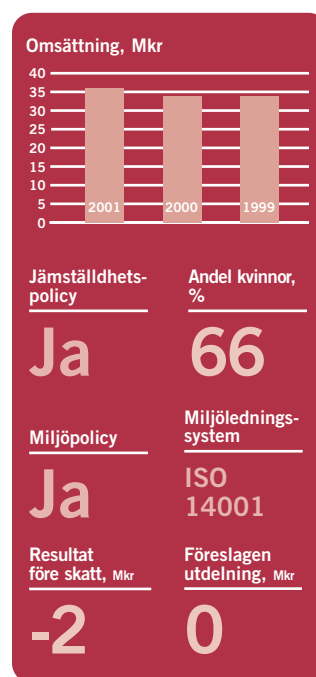 Omsättning, Mkr
40
35
30
25
20
15
10
5
0
2001 2000 1999
Jämställdhets-
policy
Ja
Andel kvinnor,
%
66
Miljöpolicy
Ja
Miljölednings-
system
ISO
14001
Resultat
före skatt, Mkr
-2
Föreslagen
utdelning, Mkr
0